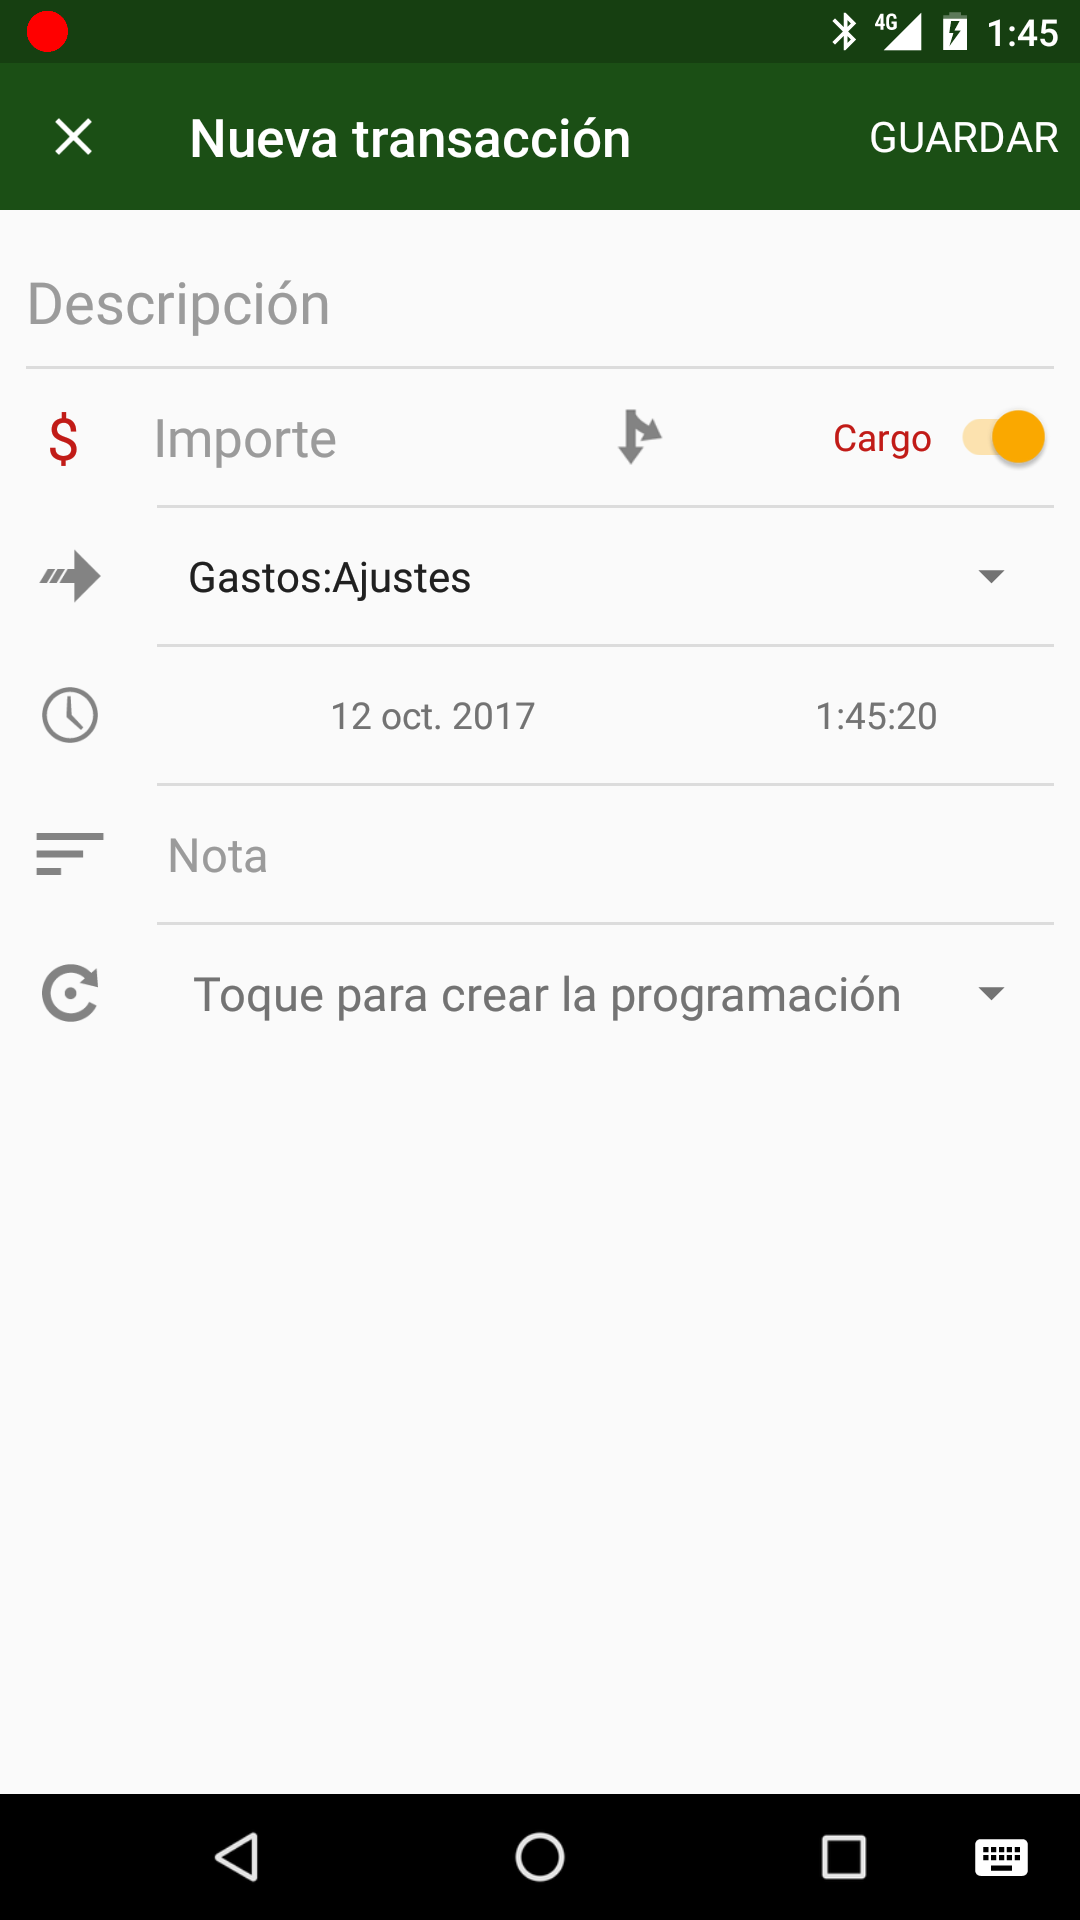 4G 1:45
Nueva transacción GUARDAR
Descripción
$ Importe Cargo
Gastos:Ajustes
12 oct. 2017 1:45:20
Nota
Toque para crear la programación